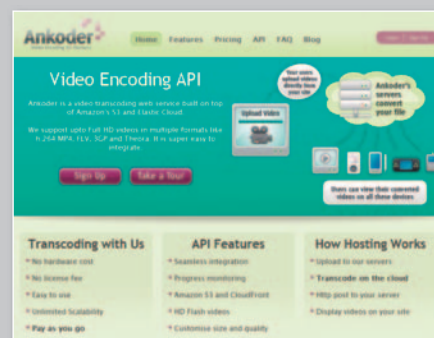 Ankoder
Home Features Pricing API FAQ Blog
Video Encoding API
Ankoder is a video transcoding web service built on top
of Amazon's S3 and Elastic Cloud.
We support upto Full HD videos in multiple formats like
h.264 MP4, FLV, 3GP and Theora. It is super easy to
integrate.
Sign Up Take a Tour
Your users
upload videos
directly from
your site
Upload Video
Ankoder's
servers
convert
your file
Users can view their converted
videos on all these devices
Transcoding with Us
No hardware cost
No license fee
Easy to use
Unlimited Scalability
Pay as you go
API Features
Seamless integration
Progress monitoring
Amazon S3 and CloudFront
HD Flash videos
Customise size and quality
How Hosting Works
Upload to our servers
Transcode on the cloud
Http post to your server
Display videos on your site